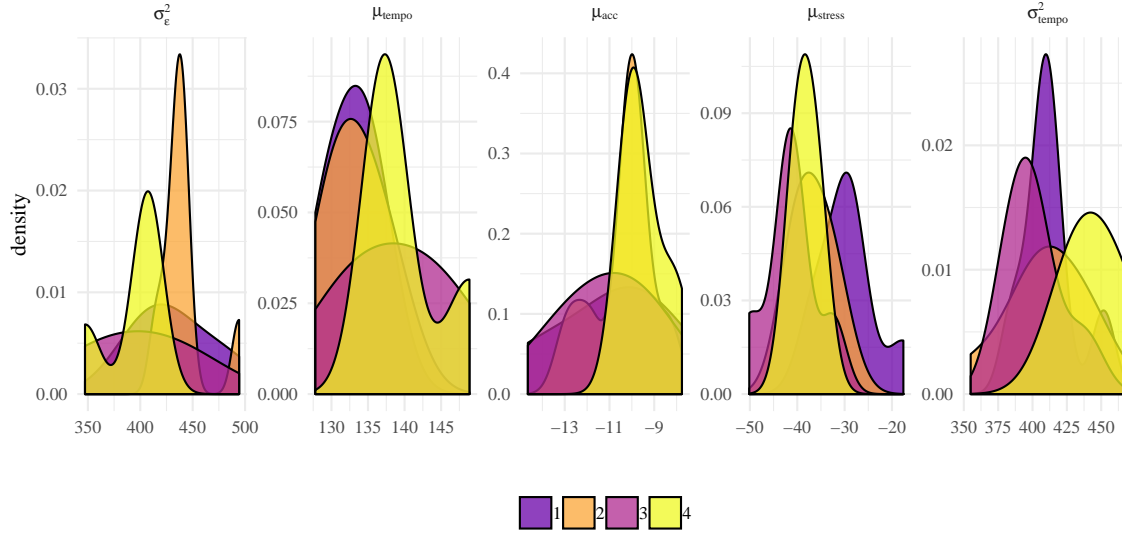 σ²ε μtempo μacc μstress σ²tempo
density
0.03 0.02 0.01 0.00
0.075 0.050 0.025 0.000
0.4 0.3 0.2 0.1 0.0
0.09 0.06 0.03 0.00
0.02 0.01 0.00
350 400 450 500 130 135 140 145 −13 −11 −9 −50 −40 −30 −20 350 375 400 425 450
1 2 3 4